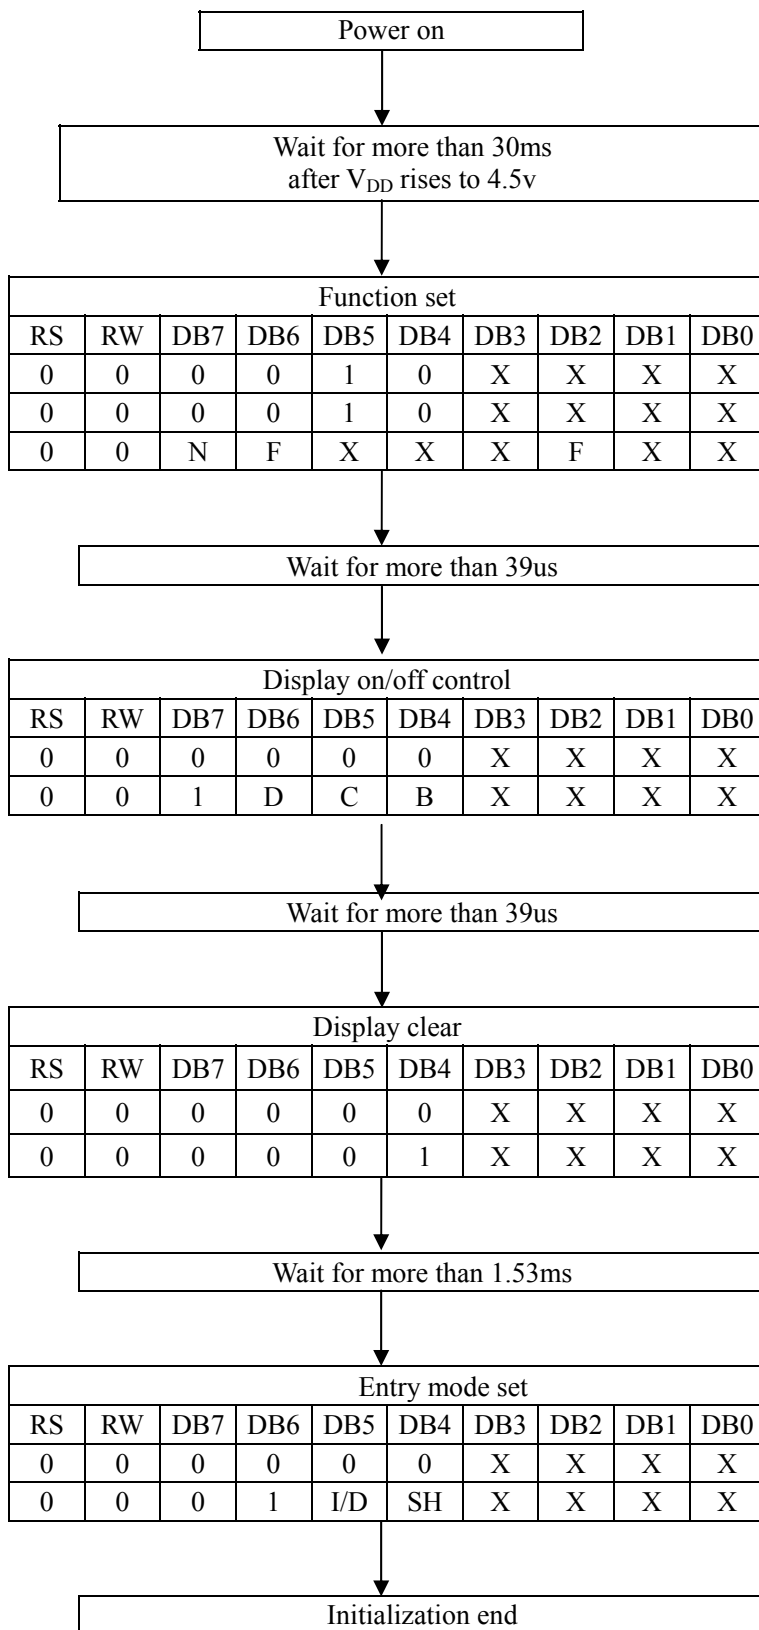 Power on
Wait for more than 30ms
after VDD rises to 4.5v
Function set
RS RW DB7 DB6 DB5 DB4 DB3 DB2 DB1 DB0
0 0 0 0 1 0 X X X X
0 0 0 0 1 0 X X X X
0 0 N F X X X F X X
Wait for more than 39us
Display on/off control
RS RW DB7 DB6 DB5 DB4 DB3 DB2 DB1 DB0
0 0 0 0 0 0 X X X X
0 0 1 D C B X X X X
Wait for more than 39us
Display clear
RS RW DB7 DB6 DB5 DB4 DB3 DB2 DB1 DB0
0 0 0 0 0 0 X X X X
0 0 0 0 0 1 X X X X
Wait for more than 1.53ms
Entry mode set
RS RW DB7 DB6 DB5 DB4 DB3 DB2 DB1 DB0
0 0 0 0 0 0 X X X X
0 0 0 1 I/D SH X X X X
Initialization end